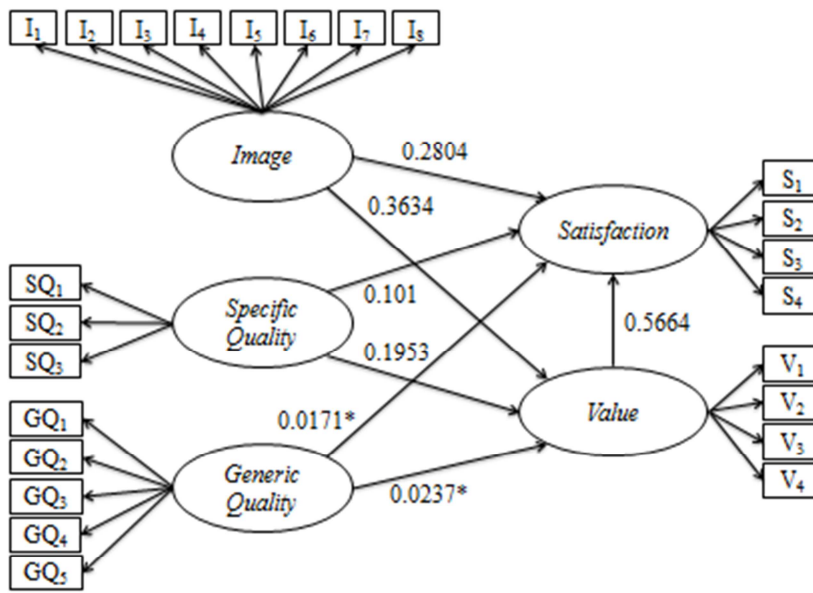 I₁ I₂ I₃ I₄ I₅ I₆ I₇ I₈
Image
0.2804
0.3634
Satisfaction
S₁
S₂
S₃
S₄
SQ₁
SQ₂
SQ₃
Specific
Quality
0.101
0.1953
0.5664
Value
V₁
V₂
V₃
V₄
GQ₁
GQ₂
GQ₃
GQ₄
GQ₅
Generic
Quality
0.0171*
0.0237*